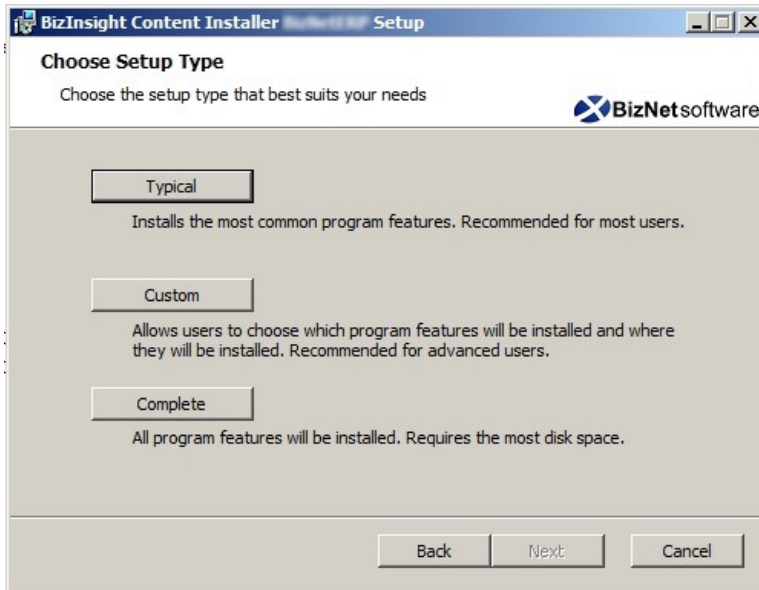 BizInsight Content Installer Setup
Choose Setup Type
Choose the setup type that best suits your needs
BizNetsoftware
Typical
Installs the most common program features. Recommended for most users.
Custom
Allows users to choose which program features will be installed and where
they will be installed. Recommended for advanced users.
Complete
All program features will be installed. Requires the most disk space.
Back Next Cancel